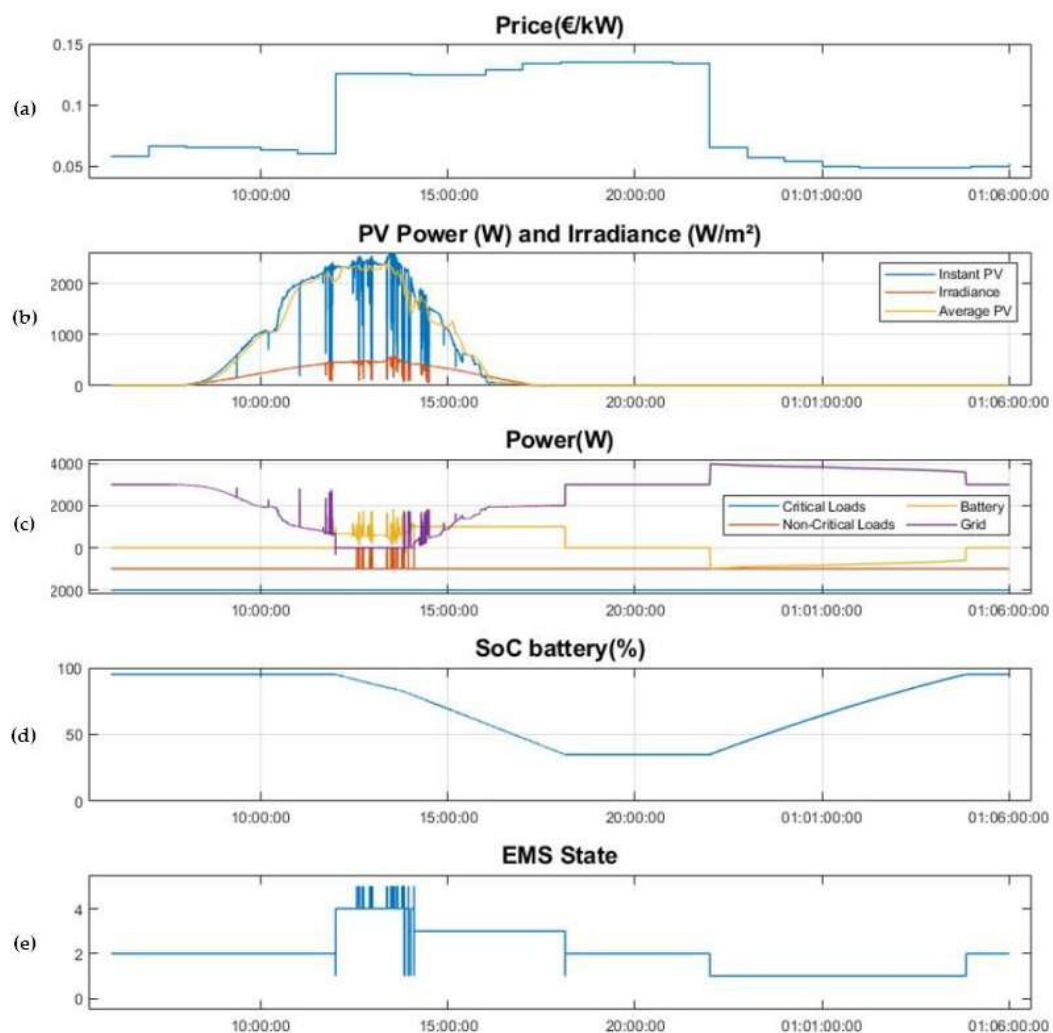 Price(€/kW)
(a)
0.15
0.1
0.05
10:00:00 15:00:00 20:00:00 01:01:00:00 01:06:00:00
PV Power (W) and Irradiance (W/m²)
(b)
2000
1000
0
Instant PV
Irradiance
Average PV
10:00:00 15:00:00 20:00:00 01:01:00:00 01:06:00:00
Power(W)
(c)
4000
2000
0
2000
Critical Loads Battery
Non-Critical Loads Grid
10:00:00 15:00:00 20:00:00 01:01:00:00 01:06:00:00
SoC battery(%)
(d)
100
50
0
10:00:00 15:00:00 20:00:00 01:01:00:00 01:06:00:00
EMS State
(e)
4
2
0
10:00:00 15:00:00 20:00:00 01:01:00:00 01:06:00:00